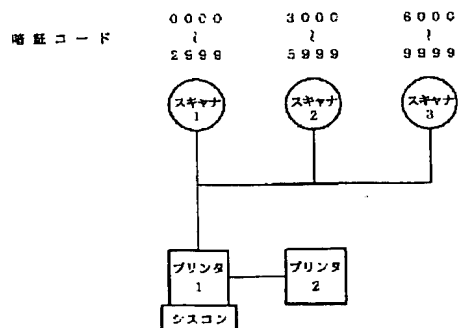 0000 3000 6000
暗証コード ~ ~ ~
2999 5999 9999
スキャナ スキャナ スキャナ
1 2 3
プリンタ プリンタ
1 2
シスコン